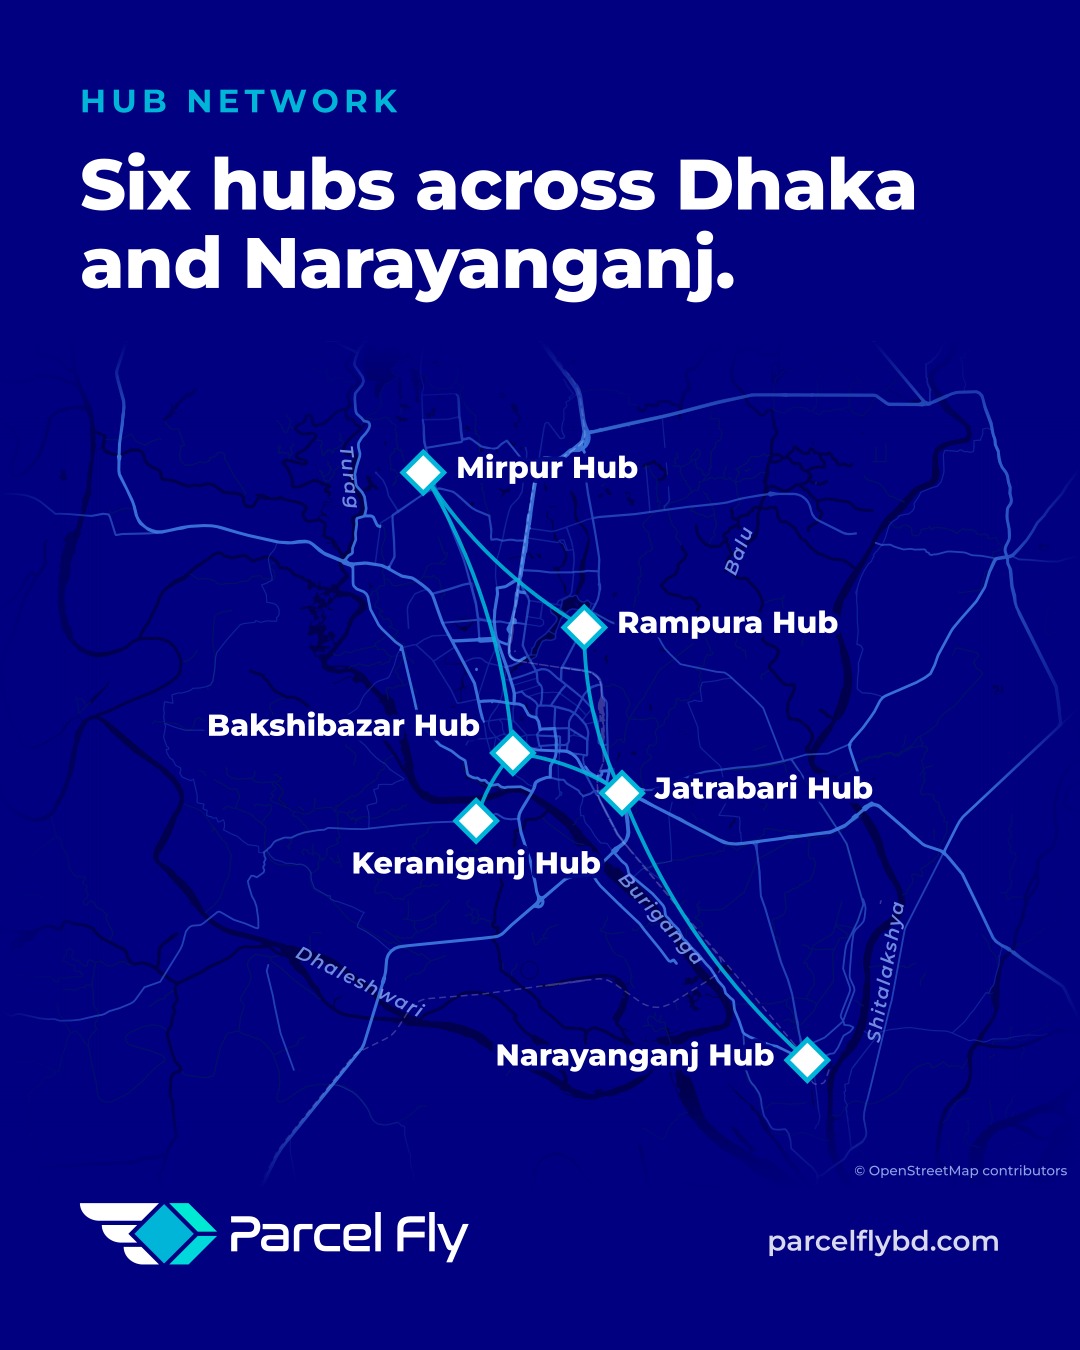 HUB NETWORK
Six hubs across Dhaka
and Narayanganj.
Turag
Mirpur Hub
Balu
Rampura Hub
Bakshibazar Hub
Jatrabari Hub
Keraniganj Hub
Buriganga
Shitalakshya
Dhaleshwari
Narayanganj Hub
© OpenStreetMap contributors
Parcel Fly
parcelflybd.com